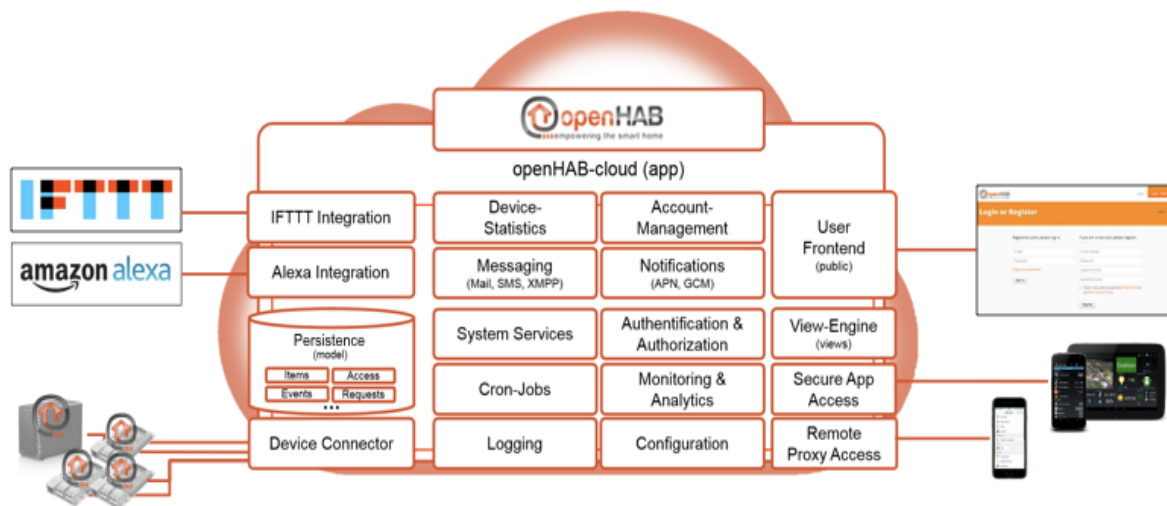 openHAB
empowering the smart home
openHAB-cloud (app)
IFTTT
amazon alexa
IFTTT Integration
Device-
Statistics
Account-
Management
User
Frontend
(public)
Alexa Integration
Messaging
(Mail, SMS, XMPP)
Notifications
(APN, GCM)
Persistence
(model)
Items
Access
Events
Requests
...
System Services
Authentification &
Authorization
View-Engine
(views)
Cron-Jobs
Monitoring &
Analytics
Secure App
Access
Device Connector
Logging
Configuration
Remote
Proxy Access
openHAB
Login or Register